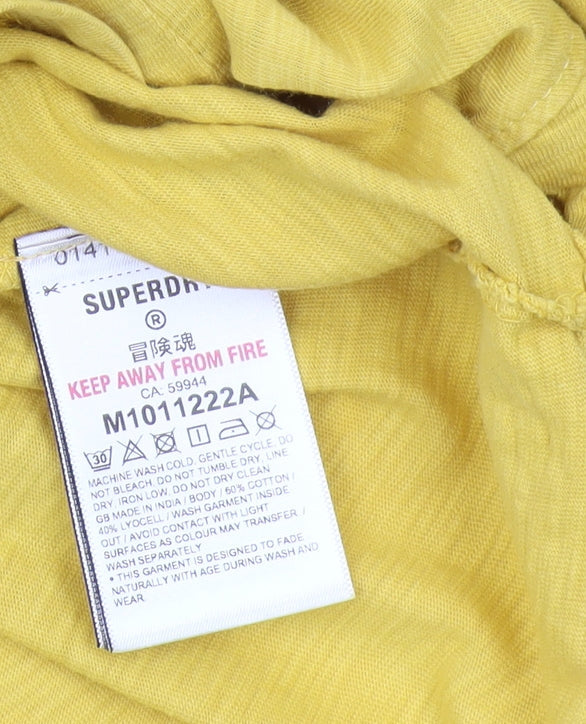 0141
SUPERDRY
®
冒険魂
KEEP AWAY FROM FIRE
CA: 59944
M1011222A
30
MACHINE WASH COLD, GENTLE CYCLE, DO
NOT BLEACH, DO NOT TUMBLE DRY, LINE
DRY, IRON LOW, DO NOT DRY CLEAN
GB MADE IN INDIA / BODY / 60% COTTON /
40% LYOCELL / WASH GARMENT INSIDE
OUT / AVOID CONTACT WITH LIGHT
SURFACES AS COLOUR MAY TRANSFER /
WASH SEPARATELY
• THIS GARMENT IS DESIGNED TO FADE
NATURALLY WITH AGE DURING WASH AND
WEAR